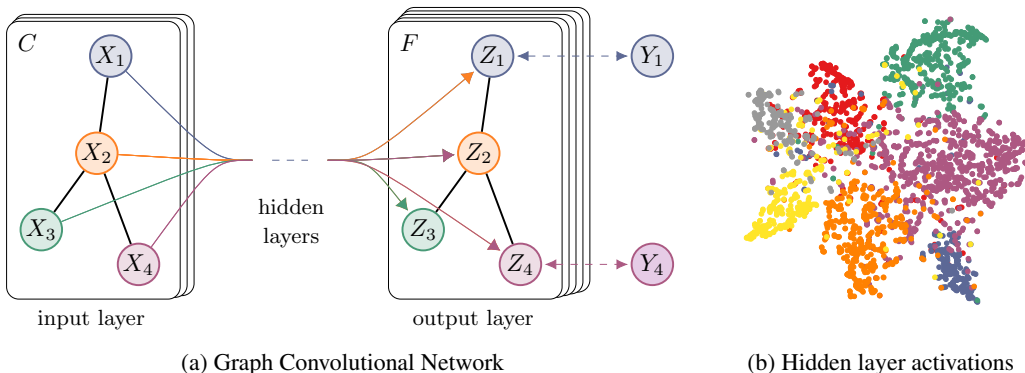 C
X1
X2
X3
X4
input layer
hidden
layers
F
Z1
Z2
Z3
Z4
output layer
Y1
Y4
(a) Graph Convolutional Network
(b) Hidden layer activations